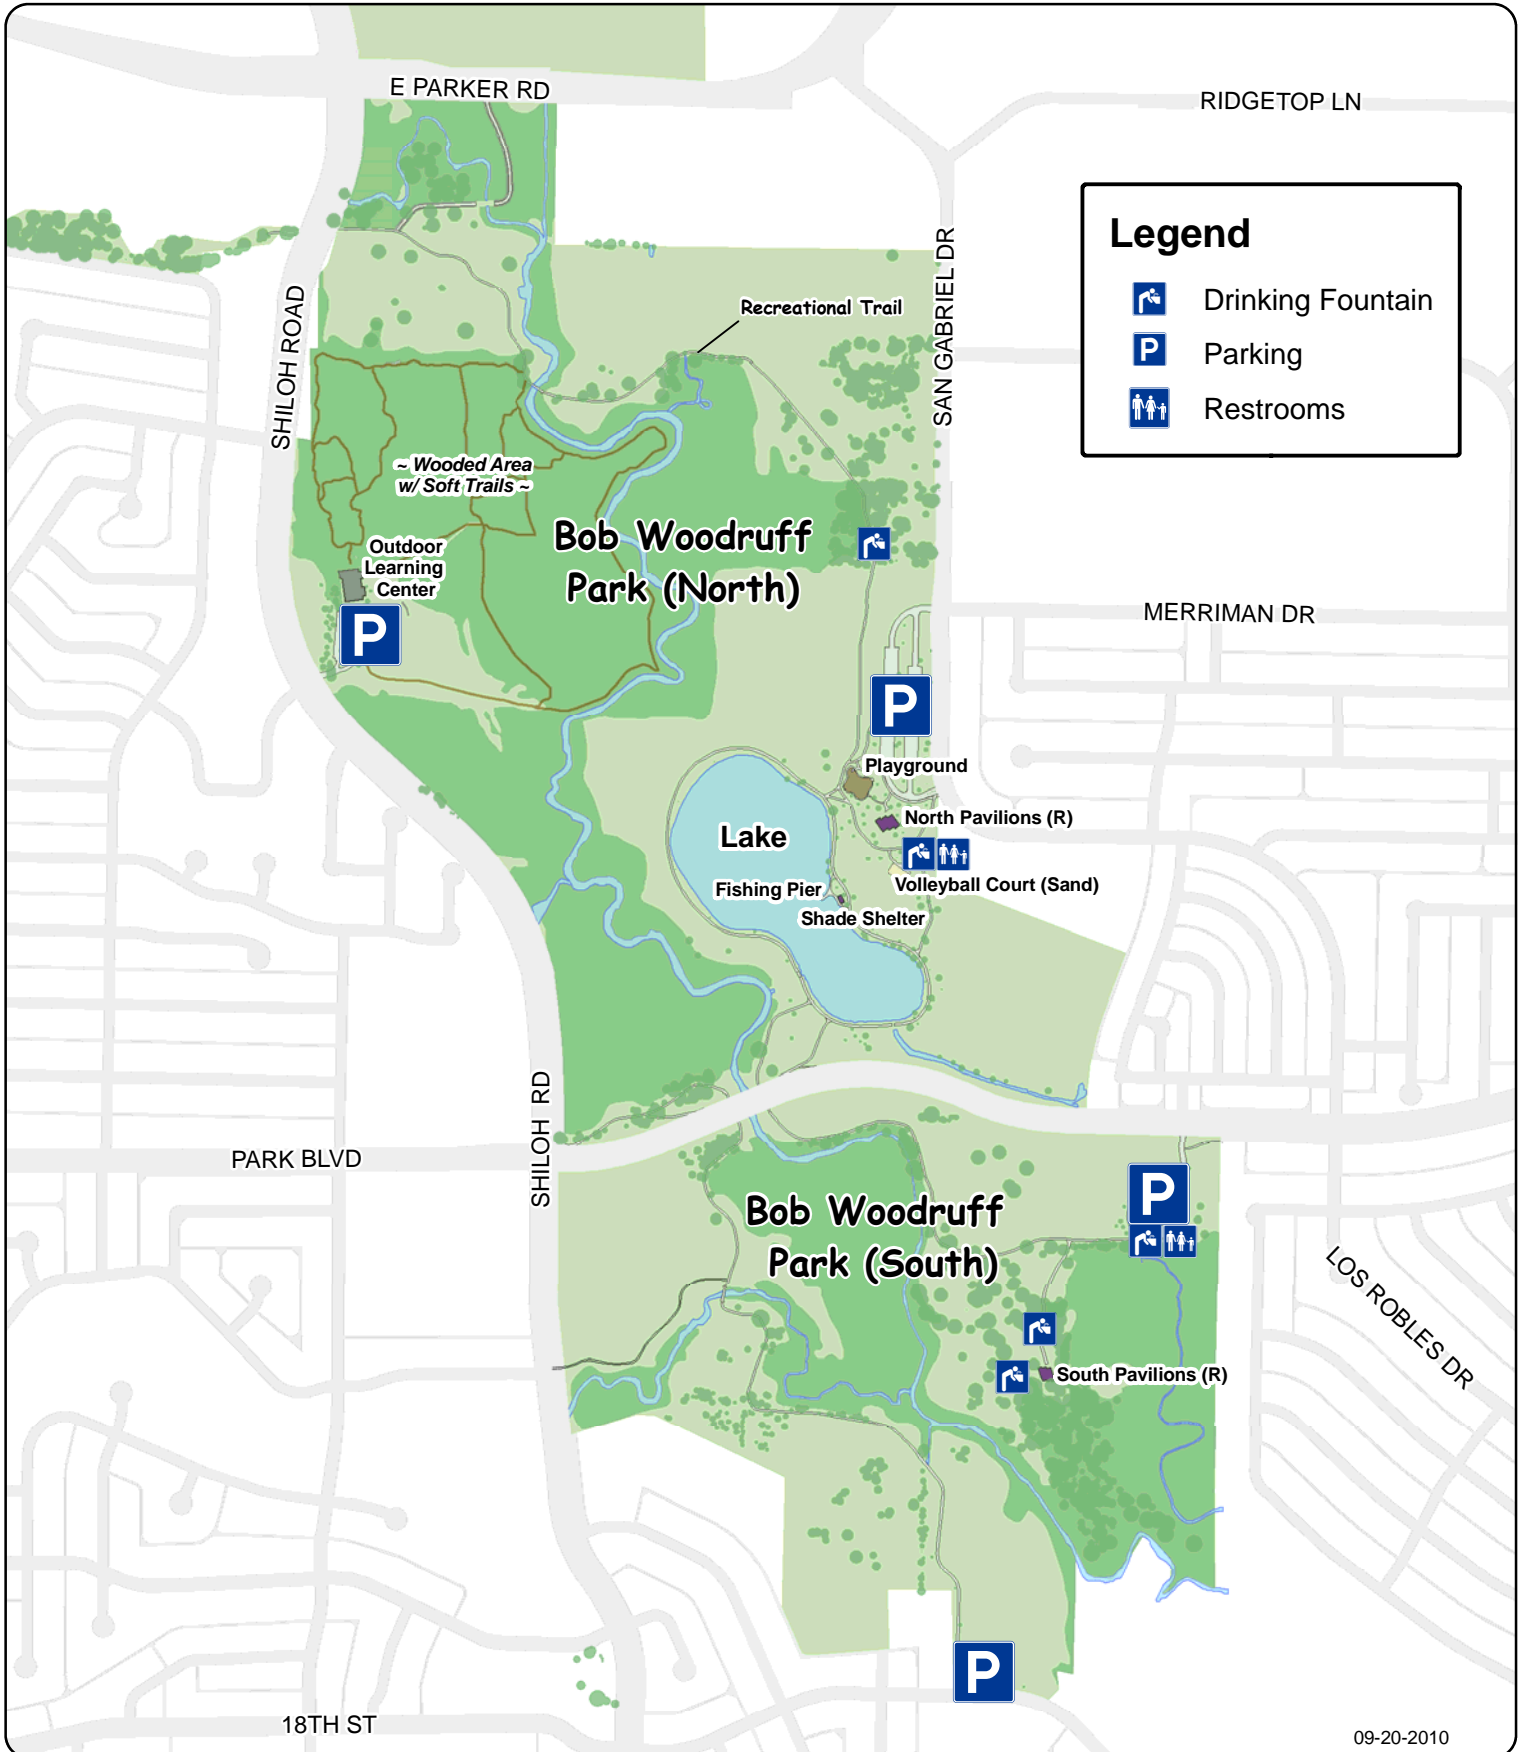 E PARKER RD
RIDGETOP LN
Legend
Drinking Fountain
P
Parking
Restrooms
SAN GABRIEL DR
Recreational Trail
SHILOH ROAD
~ Wooded Area
w/ Soft Trails ~
Bob Woodruff
Park (North)
Outdoor
Learning
Center
P
MERRIMAN DR
P
Playground
North Pavilions (R)
Lake
Volleyball Court (Sand)
Fishing Pier
Shade Shelter
SHILOH RD
PARK BLVD
P
Bob Woodruff
Park (South)
LOS ROBLES DR
South Pavilions (R)
P
18TH ST
09-20-2010